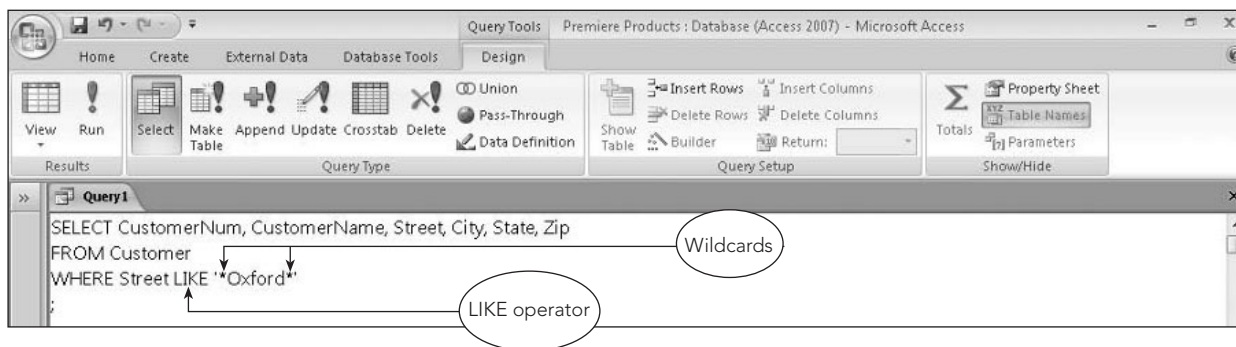 Query Tools Premiere Products : Database (Access 2007) - Microsoft Access
Home Create External Data Database Tools Design
View Run Select Make Table Append Update Crosstab Delete
Union
Pass-Through
Data Definition
Show Table
Insert Rows
Delete Rows
Builder
Insert Columns
Delete Columns
Return:
Totals
Property Sheet
Table Names
Parameters
Results Query Type Query Setup Show/Hide
Query1
SELECT CustomerNum, CustomerName, Street, City, State, Zip
FROM Customer
WHERE Street LIKE '*Oxford*'
;
Wildcards
LIKE operator